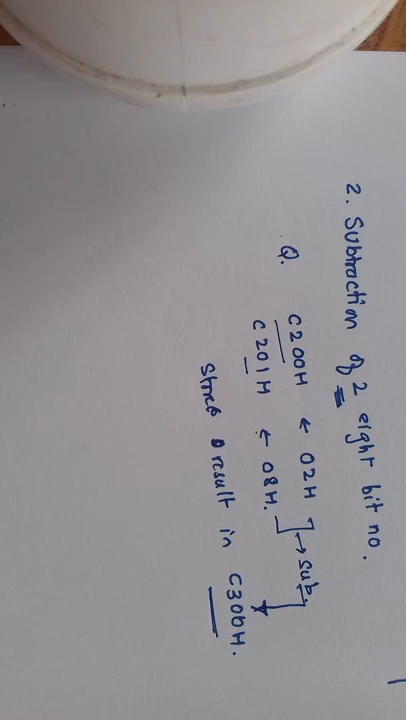 2. Subtraction of 2 eight bit no.
Q. C200H ← 02H
C201H ← 08H. → Sub.
Store result in C300H.